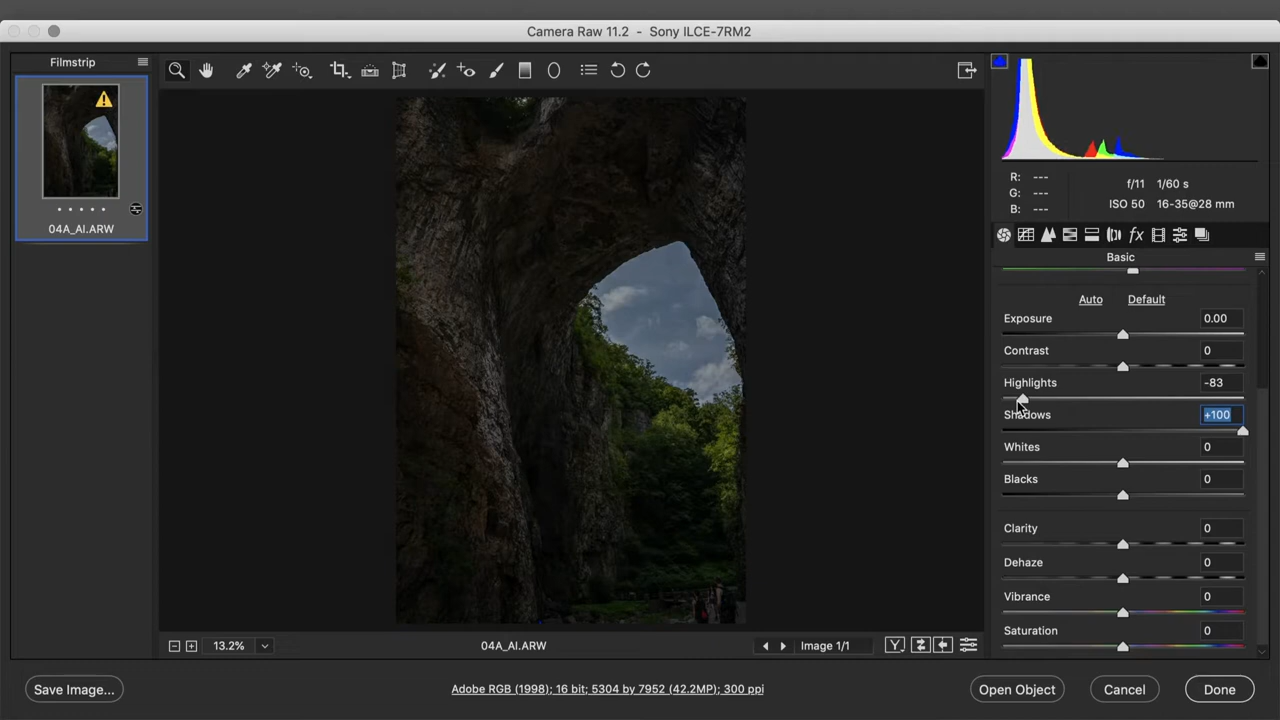 Camera Raw 11.2 - Sony ILCE-7RM2
Filmstrip
04A_AI.ARW
R: ---
G: ---
B: ---
f/11 1/60 s
ISO 50 16-35@28 mm
fx
Basic
Auto Default
Exposure 0.00
Contrast 0
Highlights -83
Shadows +100
Whites 0
Blacks 0
Clarity 0
Dehaze 0
Vibrance 0
Saturation 0
13.2%
04A_AI.ARW
Image 1/1
Y
Save Image...
Adobe RGB (1998); 16 bit; 5304 by 7952 (42.2MP); 300 ppi
Open Object
Cancel
Done